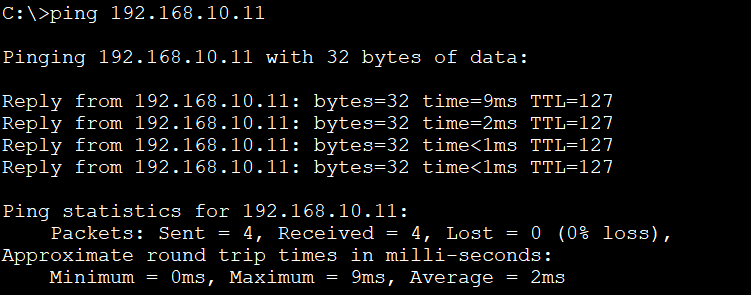 C:\>ping 192.168.10.11
Pinging 192.168.10.11 with 32 bytes of data:
Reply from 192.168.10.11: bytes=32 time=9ms TTL=127
Reply from 192.168.10.11: bytes=32 time=2ms TTL=127
Reply from 192.168.10.11: bytes=32 time<1ms TTL=127
Reply from 192.168.10.11: bytes=32 time<1ms TTL=127
Ping statistics for 192.168.10.11:
Packets: Sent = 4, Received = 4, Lost = 0 (0% loss),
Approximate round trip times in milli-seconds:
Minimum = 0ms, Maximum = 9ms, Average = 2ms